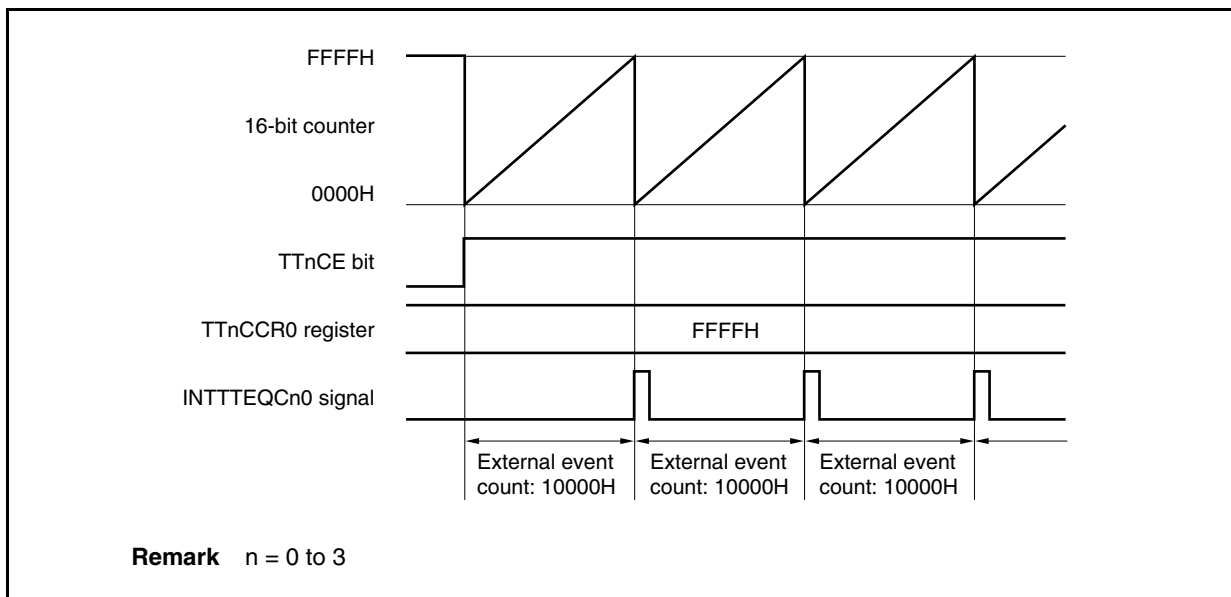 FFFFH
16-bit counter
0000H
TTnCE bit
TTnCCR0 register
FFFFH
INTTTEQCn0 signal
External event
count: 10000H
External event
count: 10000H
External event
count: 10000H
Remark n = 0 to 3